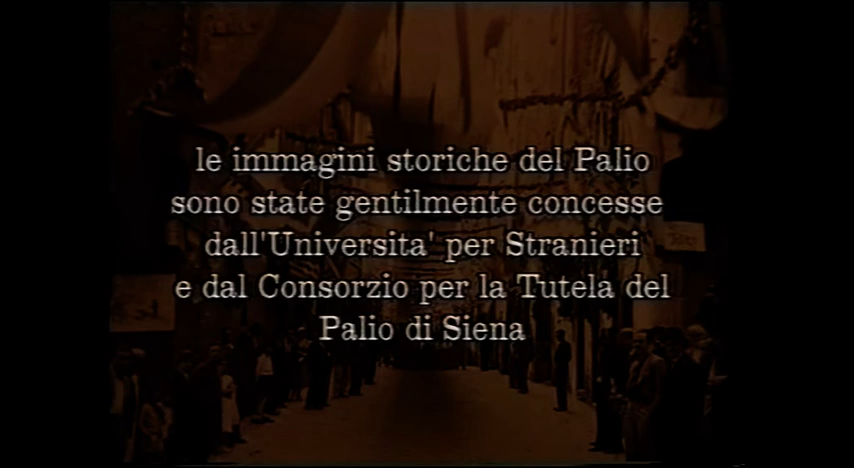 le immagini storiche del Palio
sono state gentilmente concesse
dall'Universita' per Stranieri
e dal Consorzio per la Tutela del
Palio di Siena